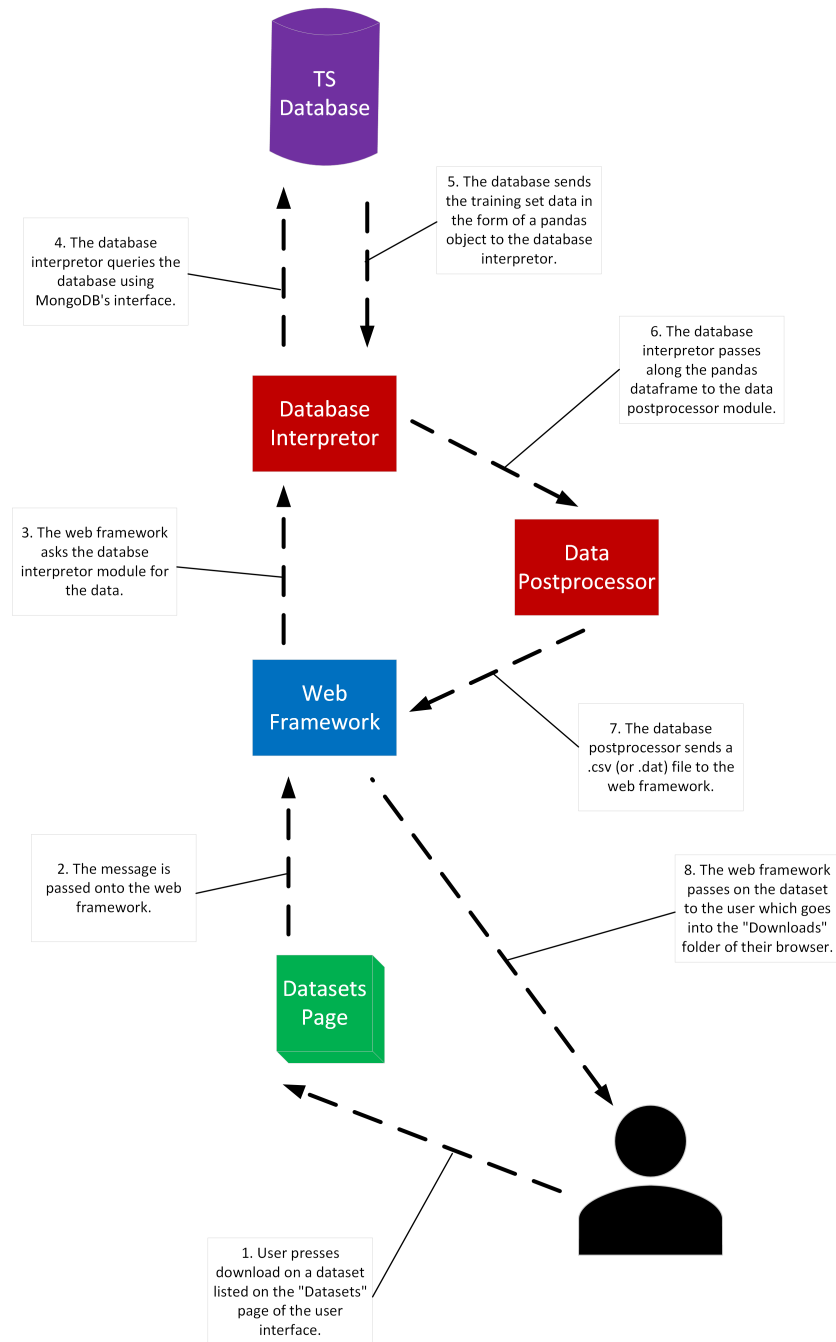 TS
Database
5. The database sends
the training set data in
the form of a pandas
object to the database
interpretor.
4. The database
interpretor queries the
database using
MongoDB's interface.
6. The database
interpretor passes
along the pandas
dataframe to the data
postprocessor module.
Database
Interpretor
3. The web framework
asks the databse
interpretor module for
the data.
Data
Postprocessor
Web
Framework
7. The database
postprocessor sends a
.csv (or .dat) file to the
web framework.
2. The message is
passed onto the web
framework.
8. The web framework
passes on the dataset
to the user which goes
into the "Downloads"
folder of their browser.
Datasets
Page
1. User presses
download on a dataset
listed on the "Datasets"
page of the user
interface.